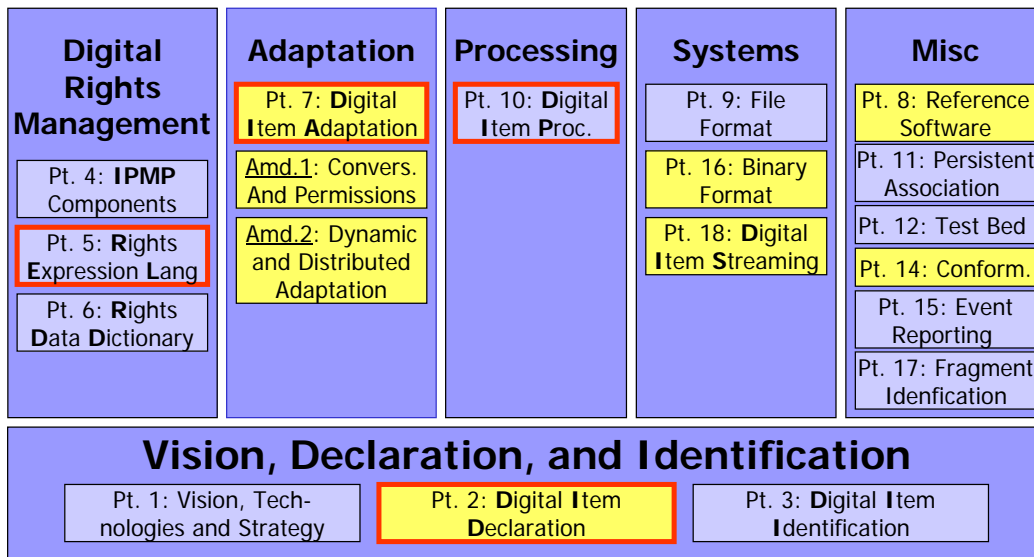 Digital
Rights
Management
Pt. 4: IPMP
Components
Pt. 5: Rights
Expression Lang
Pt. 6: Rights
Data Dictionary
Adaptation
Pt. 7: Digital
Item Adaptation
Amd.1: Convers.
And Permissions
Amd.2: Dynamic
and Distributed
Adaptation
Processing
Pt. 10: Digital
Item Proc.
Systems
Pt. 9: File
Format
Pt. 16: Binary
Format
Pt. 18: Digital
Item Streaming
Misc
Pt. 8: Reference
Software
Pt. 11: Persistent
Association
Pt. 12: Test Bed
Pt. 14: Conform.
Pt. 15: Event
Reporting
Pt. 17: Fragment
Idenfication
Vision, Declaration, and Identification
Pt. 1: Vision, Tech-
nologies and Strategy
Pt. 2: Digital Item
Declaration
Pt. 3: Digital Item
Identification